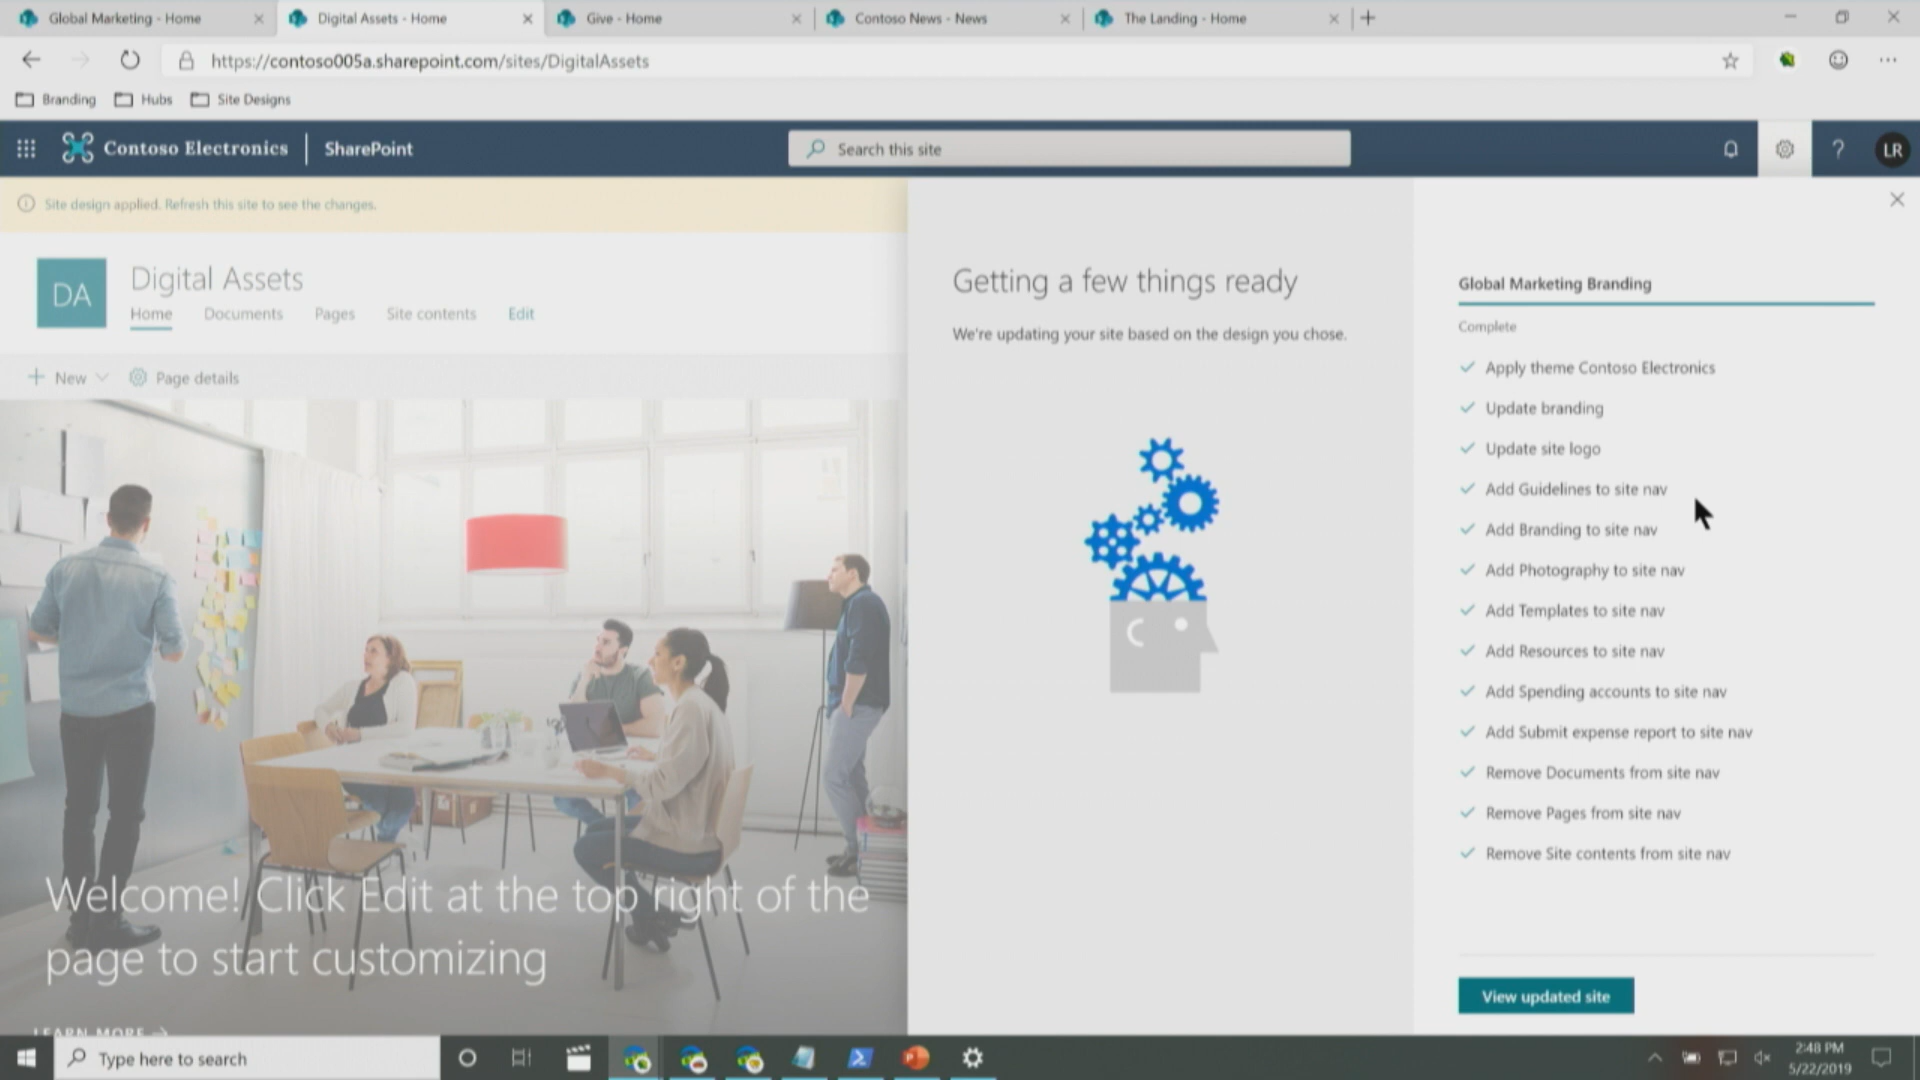 Global Marketing - Home
Digital Assets - Home
Give - Home
Contoso News - News
The Landing - Home
https://contoso005a.sharepoint.com/sites/DigitalAssets
Branding
Hubs
Site Designs
Contoso Electronics
SharePoint
Search this site
?
LR
Site design applied. Refresh this site to see the changes.
DA
Digital Assets
Home
Documents
Pages
Site contents
Edit
New
Page details
Welcome! Click Edit at the top right of the
page to start customizing
LEARN MORE
Getting a few things ready
We're updating your site based on the design you chose.
Global Marketing Branding
Complete
Apply theme Contoso Electronics
Update branding
Update site logo
Add Guidelines to site nav
Add Branding to site nav
Add Photography to site nav
Add Templates to site nav
Add Resources to site nav
Add Spending accounts to site nav
Add Submit expense report to site nav
Remove Documents from site nav
Remove Pages from site nav
Remove Site contents from site nav
View updated site
Type here to search
2:48 PM
5/22/2019